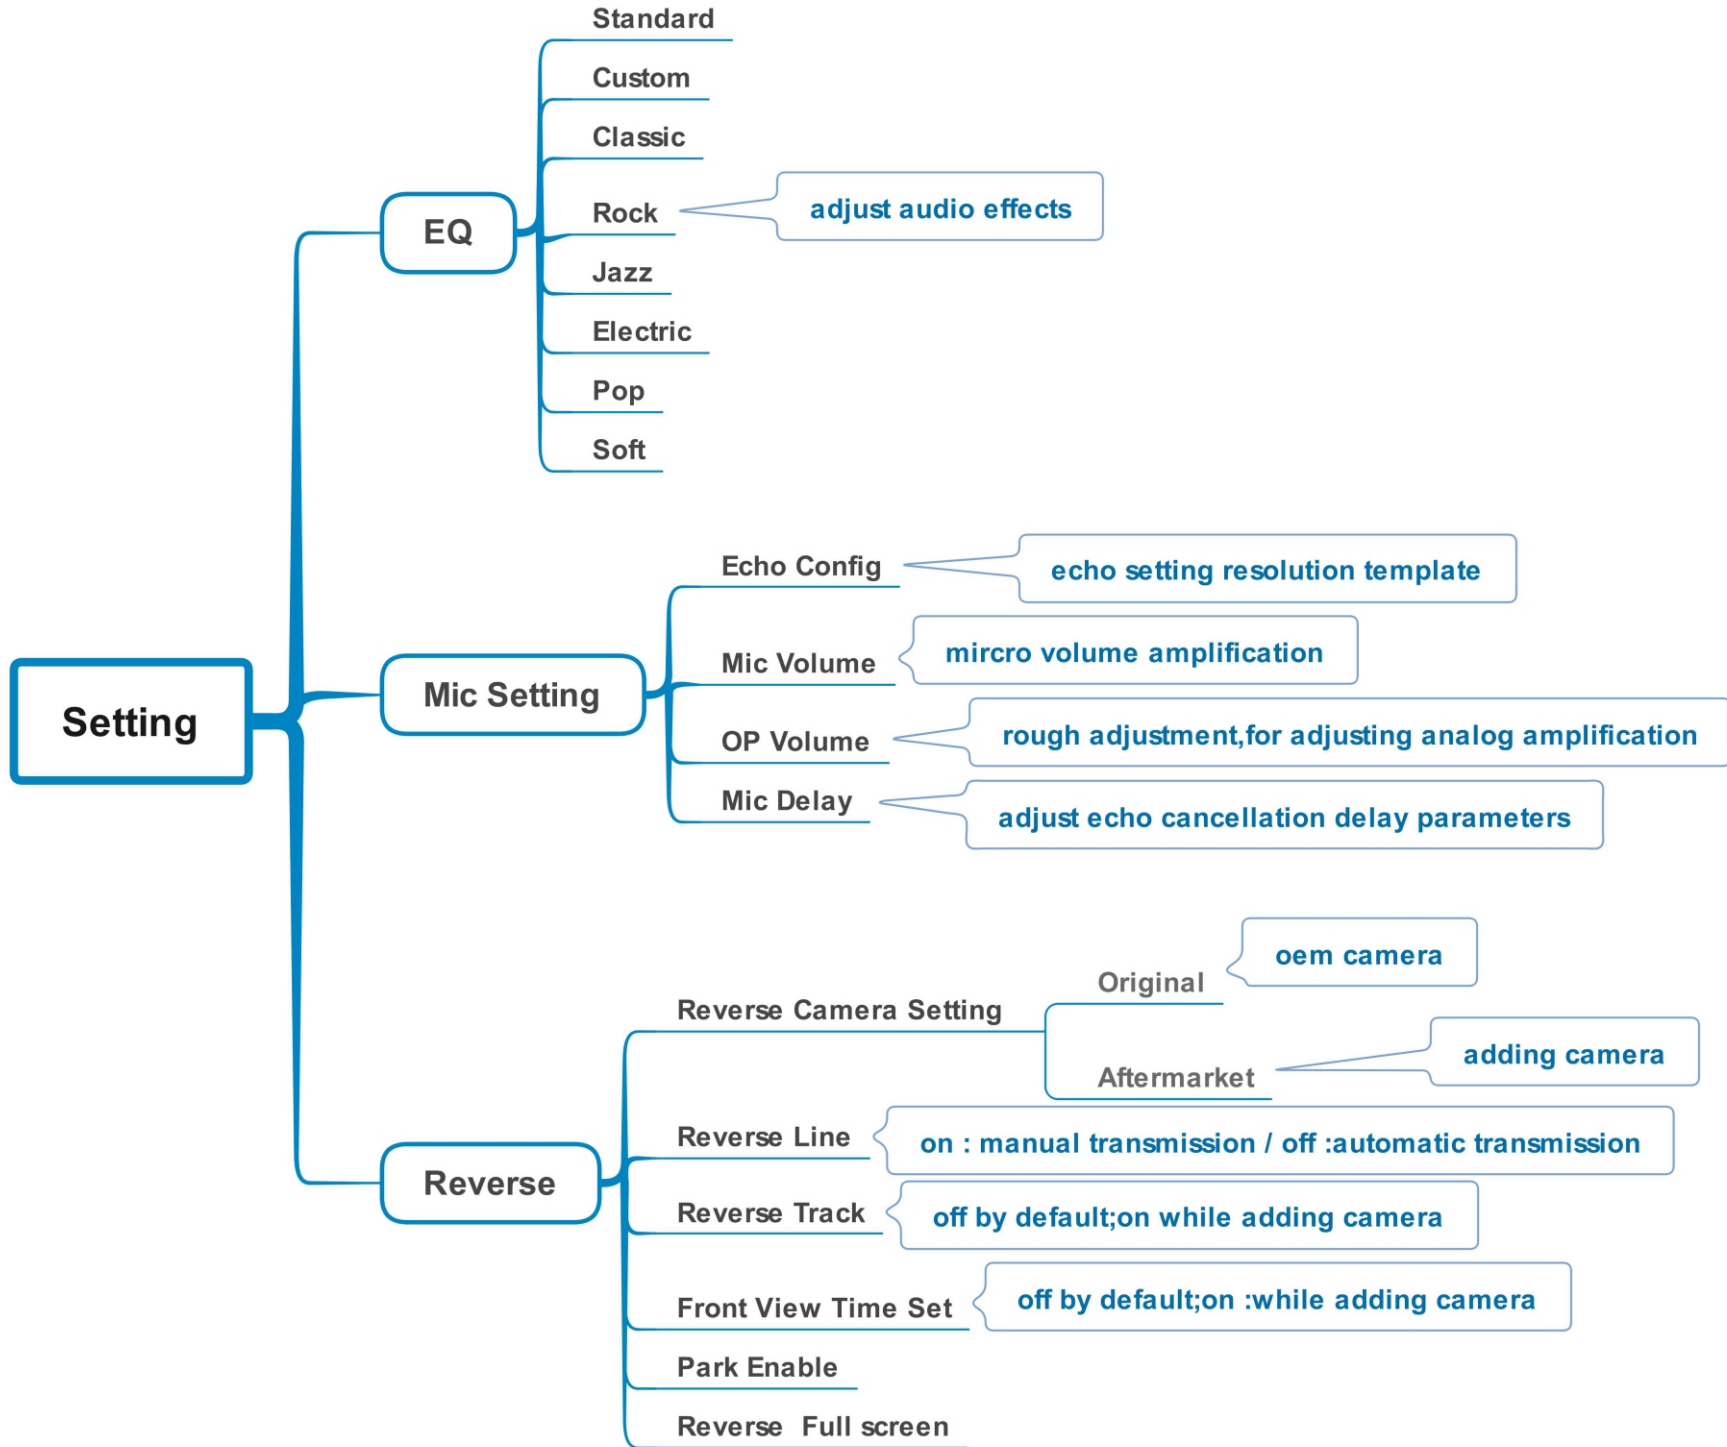 Setting
EQ
Standard
Custom
Classic
Rock
adjust audio effects
Jazz
Electric
Pop
Soft
Mic Setting
Echo Config
echo setting resolution template
Mic Volume
mircro volume amplification
OP Volume
rough adjustment,for adjusting analog amplification
Mic Delay
adjust echo cancellation delay parameters
Reverse
Reverse Camera Setting
Original
oem camera
Aftermarket
adding camera
Reverse Line
on : manual transmission / off :automatic transmission
Reverse Track
off by default;on while adding camera
Front View Time Set
off by default;on :while adding camera
Park Enable
Reverse  Full screen